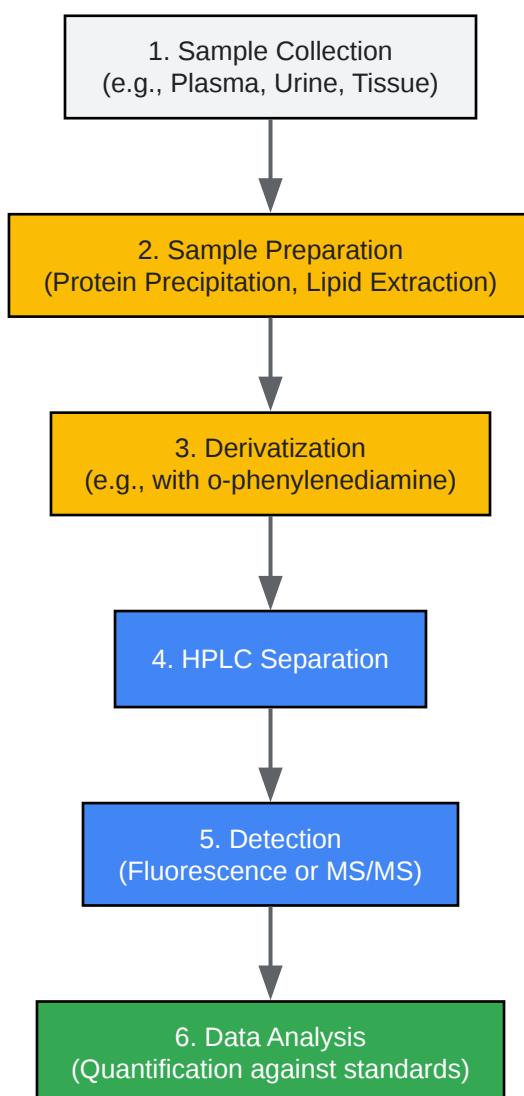 1. Sample Collection
(e.g., Plasma, Urine, Tissue)
2. Sample Preparation
(Protein Precipitation, Lipid Extraction)
3. Derivatization
(e.g., with o-phenylenediamine)
4. HPLC Separation
5. Detection
(Fluorescence or MS/MS)
6. Data Analysis
(Quantification against standards)